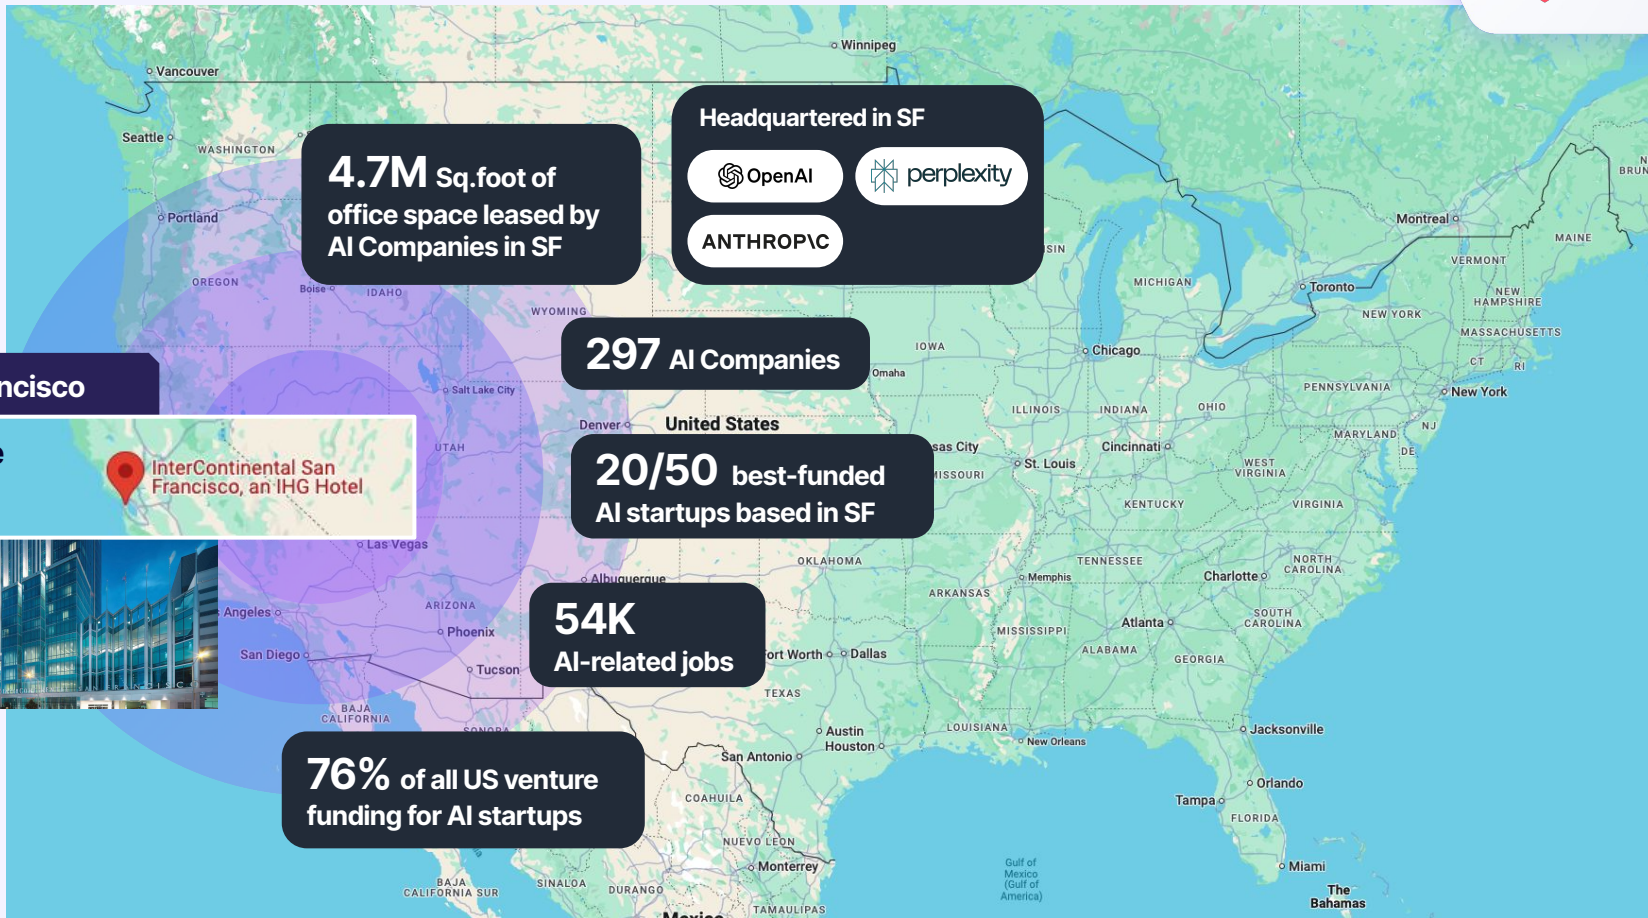 Winnipeg
Vancouver
Seattle
WASHINGTON
Portland
OREGON
Boise
IDAHO
WYOMING
4.7M Sq.foot of
office space leased by
AI Companies in SF
Headquartered in SF
OpenAI
perplexity
ANTHROP\C
SIN
MICHIGAN
Toronto
Montreal
MAINE
VERMONT
NEW
HAMPSHIRE
NEW YORK
MASSACHUSETTS
CT
RI
N
BRUN
297 AI Companies
IOWA
Omaha
Chicago
PENNSYLVANIA
New York
ncisco
Salt Lake City
Denver
United States
ILLINOIS
INDIANA
OHIO
NJ
MARYLAND
DE
e
InterContinental San
Francisco, an IHG Hotel
UTAH
20/50 best-funded
AI startups based in SF
sas City
ISSOURI
St. Louis
Cincinnati
WEST
VIRGINIA
KENTUCKY
VIRGINIA
Las Vegas
Albuquerque
OKLAHOMA
TENNESSEE
NORTH
CAROLINA
Memphis
Charlotte
ARKANSAS
Angeles
ARIZONA
Phoenix
San Diego
Tucson
54K
AI-related jobs
ort Worth
Dallas
MISSISSIPPI
Atlanta
SOUTH
CAROLINA
ALABAMA
GEORGIA
TEXAS
BAJA
CALIFORNIA
SONORA
Austin
Houston
San Antonio
LOUISIANA
New Orleans
Jacksonville
76% of all US venture
funding for AI startups
COAHUILA
Orlando
Tampa
FLORIDA
NUEVO LEON
Monterrey
Gulf of
Mexico
(Gulf of
America)
Miami
The
Bahamas
BAJA
CALIFORNIA SUR
SINALOA
DURANGO
Mexico
TAMAULIPAS